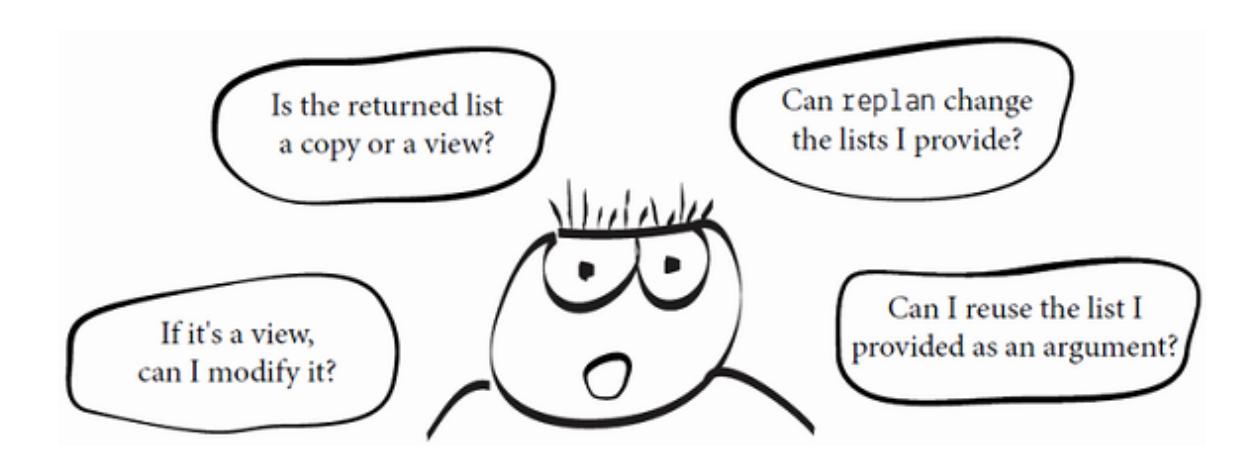 Is the returned list
a copy or a view?
Can replan change
the lists I provide?
If it's a view,
can I modify it?
Can I reuse the list I
provided as an argument?